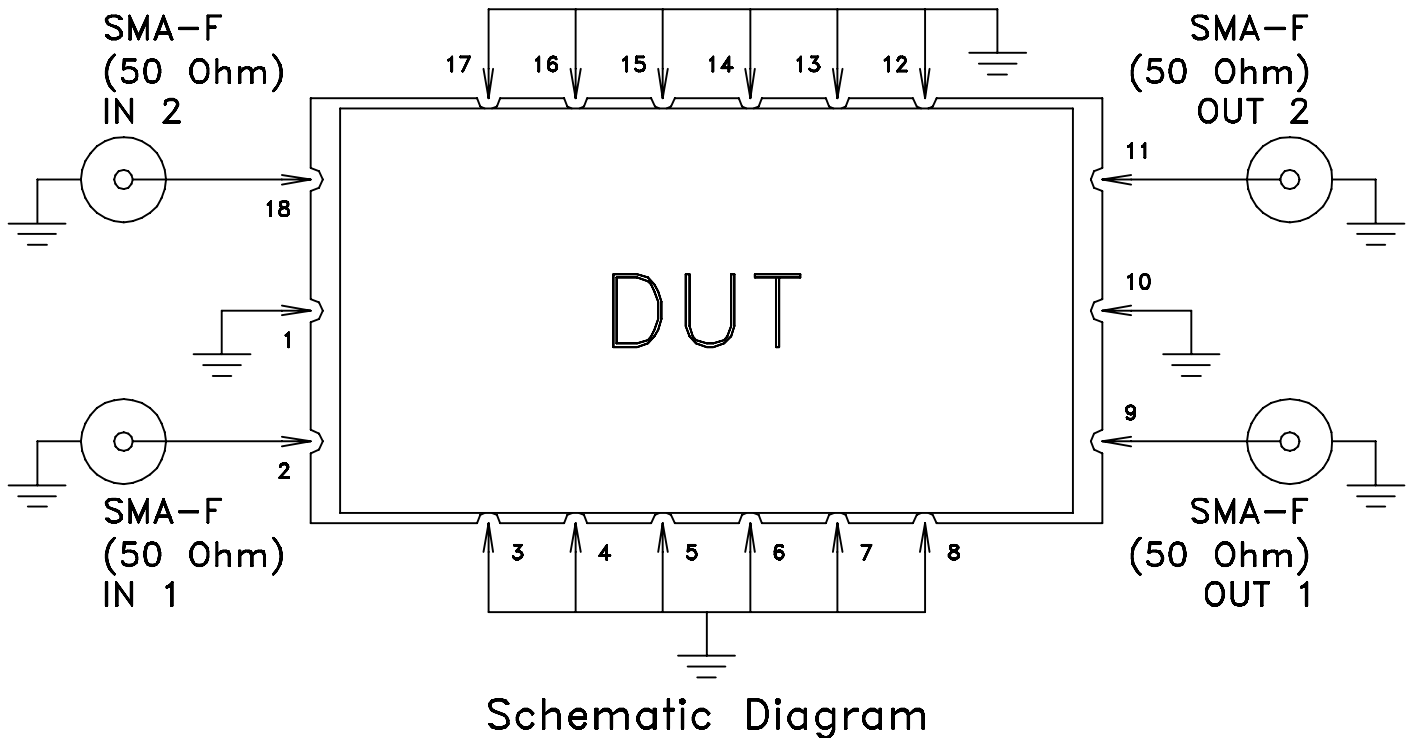 SMA-F
(50 Ohm)
IN 2
17 16 15 14 13 12
SMA-F
(50 Ohm)
OUT 2
18
11
DUT
1
10
2
9
SMA-F
(50 Ohm)
IN 1
3 4 5 6 7 8
SMA-F
(50 Ohm)
OUT 1
Schematic Diagram